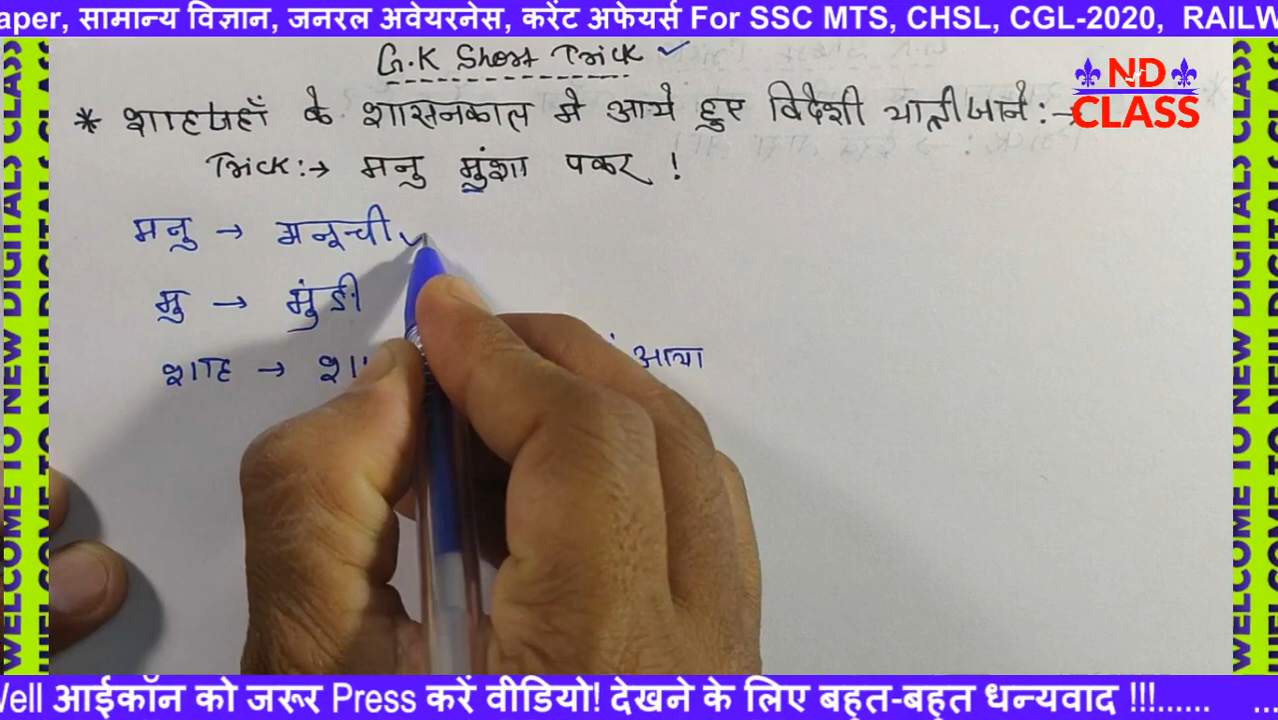 aper, सामान्य विज्ञान, जनरल अवेयरनेस, करेंट अफेयर्स For SSC MTS, CHSL, CGL-2020, RAILW
G.K Short Trick
ND
CLASS
* शाहजहाँ के शासनकाल मे आये हुए विदेशी यात्री जाने :→
Trick :→ मनु मुंशा पकर !
मनु → मनूची
मु → मुंडी
शाह → आया
WELCOME TO NEW DIGITALS CLASS
WELCOME TO NEW DIGITALS CLASS
Well आईकॉन को जरूर Press करें वीडियो! देखने के लिए बहुत-बहुत धन्यवाद !!!...... ...